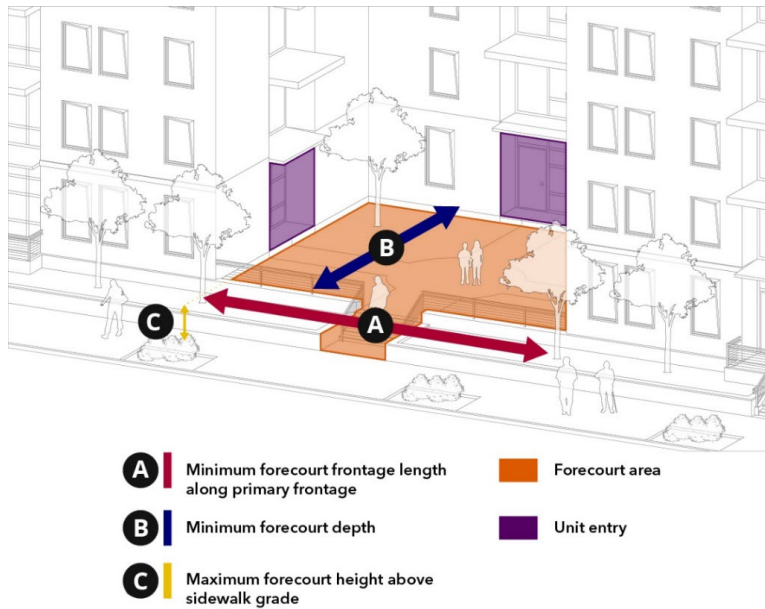 B
C
A
A Minimum forecourt frontage length
along primary frontage
Forecourt area
B Minimum forecourt depth
Unit entry
C Maximum forecourt height above
sidewalk grade